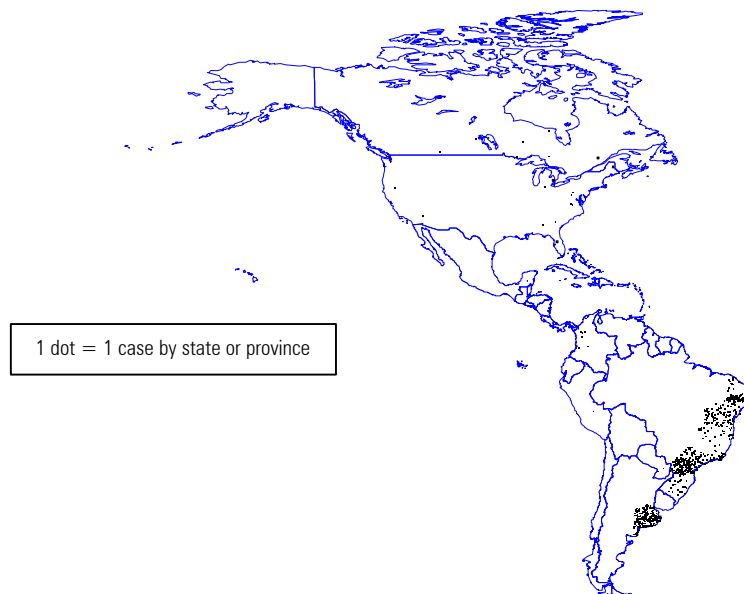 1 dot = 1 case by state or province